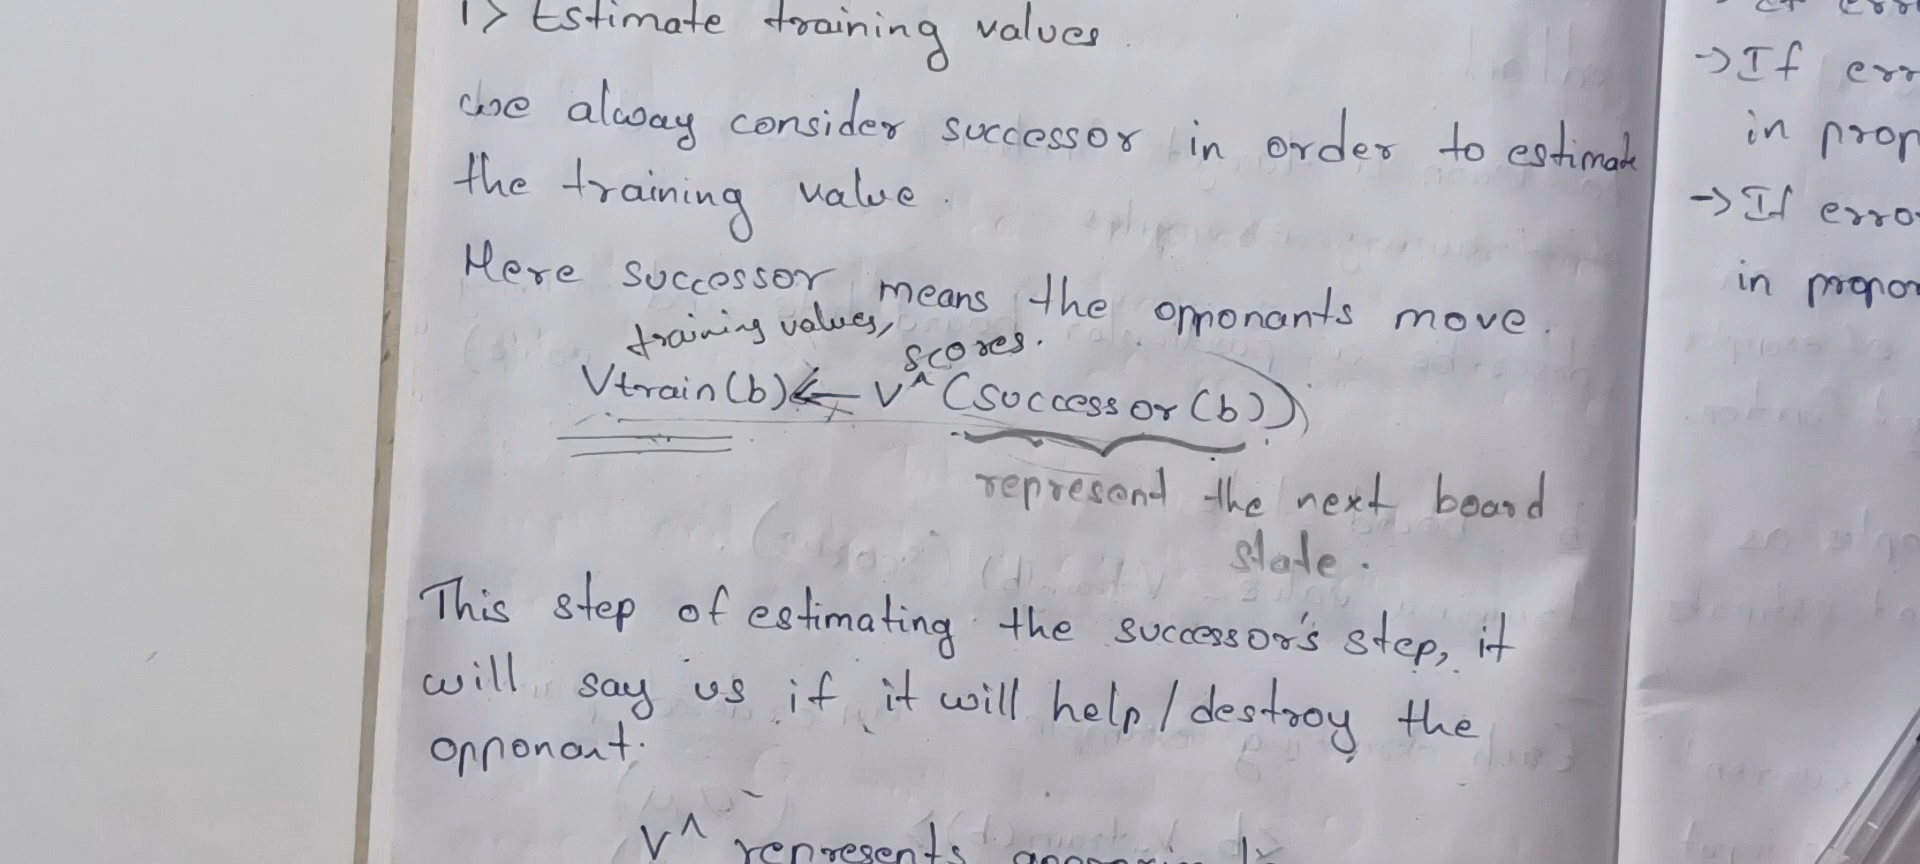 1> Estimate training values.
we alway consider successor in order to estimate
the training value.
Here successor means the opponants move.
training values,
scores.
Vtrain(b) ← V^ (successor(b))
represent the next board
state.
This step of estimating the successor's step, it
will say us if it will help / destroy the
opponant.
V^ represents
→ If err
in prop
→ If erro
in propor